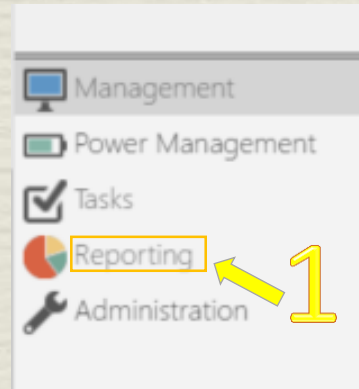 Management
Power Management
Tasks
Reporting
1
Administration